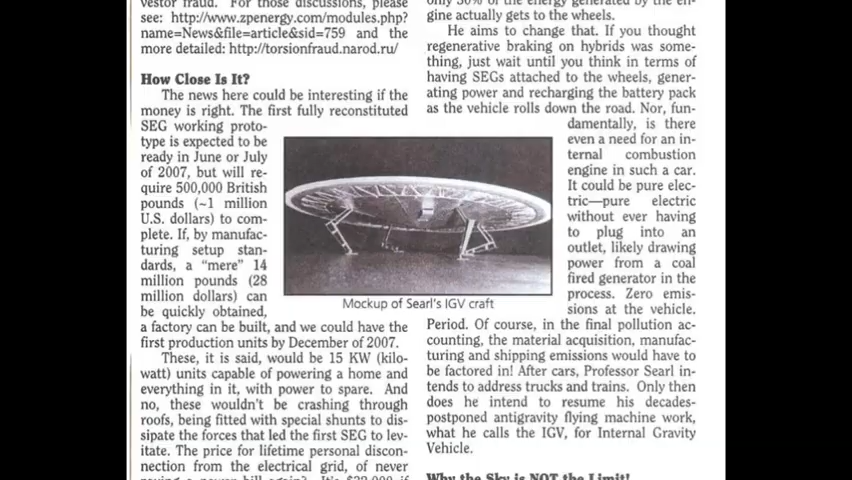 vestor fraud. For those discussions, please
see: http://www.zpenergy.com/modules.php?
name=News&file=article&sid=759 and the
more detailed: http://torsionfraud.narod.ru/
How Close Is It?
The news here could be interesting if the
money is right. The first fully reconstituted
SEG working proto-
type is expected to be
ready in June or July
of 2007, but will re-
quire 500,000 British
pounds (~1 million
U.S. dollars) to com-
plete. If, by manufac-
turing setup stan-
dards, a “mere” 14
million pounds (28
million dollars) can
be quickly obtained,
a factory can be built, and we could have the
first production units by December of 2007.
These, it is said, would be 15 KW (kilo-
watt) units capable of powering a home and
everything in it, with power to spare. And
no, these wouldn't be crashing through
roofs, being fitted with special shunts to dis-
sipate the forces that led the first SEG to lev-
itate. The price for lifetime personal discon-
nection from the electrical grid, of never
Mockup of Searl's IGV craft
only 30% of the energy generated by the en-
gine actually gets to the wheels.
He aims to change that. If you thought
regenerative braking on hybrids was some-
thing, just wait until you think in terms of
having SEGs attached to the wheels, gener-
ating power and recharging the battery pack
as the vehicle rolls down the road. Nor, fun-
damentally, is there
even a need for an in-
ternal combustion
engine in such a car.
It could be pure elec-
tric—pure electric
without ever having
to plug into an
outlet, likely drawing
power from a coal
fired generator in the
process. Zero emis-
sions at the vehicle.
Period. Of course, in the final pollution ac-
counting, the material acquisition, manufac-
turing and shipping emissions would have to
be factored in! After cars, Professor Searl in-
tends to address trucks and trains. Only then
does he intend to resume his decades-
postponed antigravity flying machine work,
what he calls the IGV, for Internal Gravity
Vehicle.
Why the Sky is NOT the Limit!